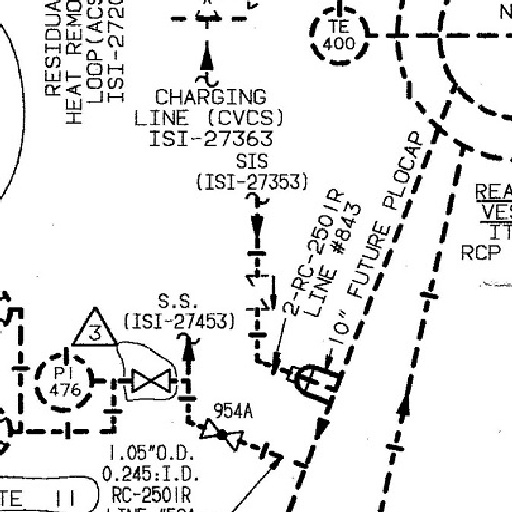 RESIDUA
HEAT REMO
LOOP(ACS
ISI-2720
TE
400
N
CHARGING
LINE (CVCS)
ISI-27363
SIS
(ISI-27353)
2-RC-2501R
LINE #843
10" FUTURE PLOCAP
REA
VES
IT
RCP
S.S.
(ISI-27453)
3
PI
476
954A
1.05"O.D.
0.245:I.D.
RC-2501R
TE 11